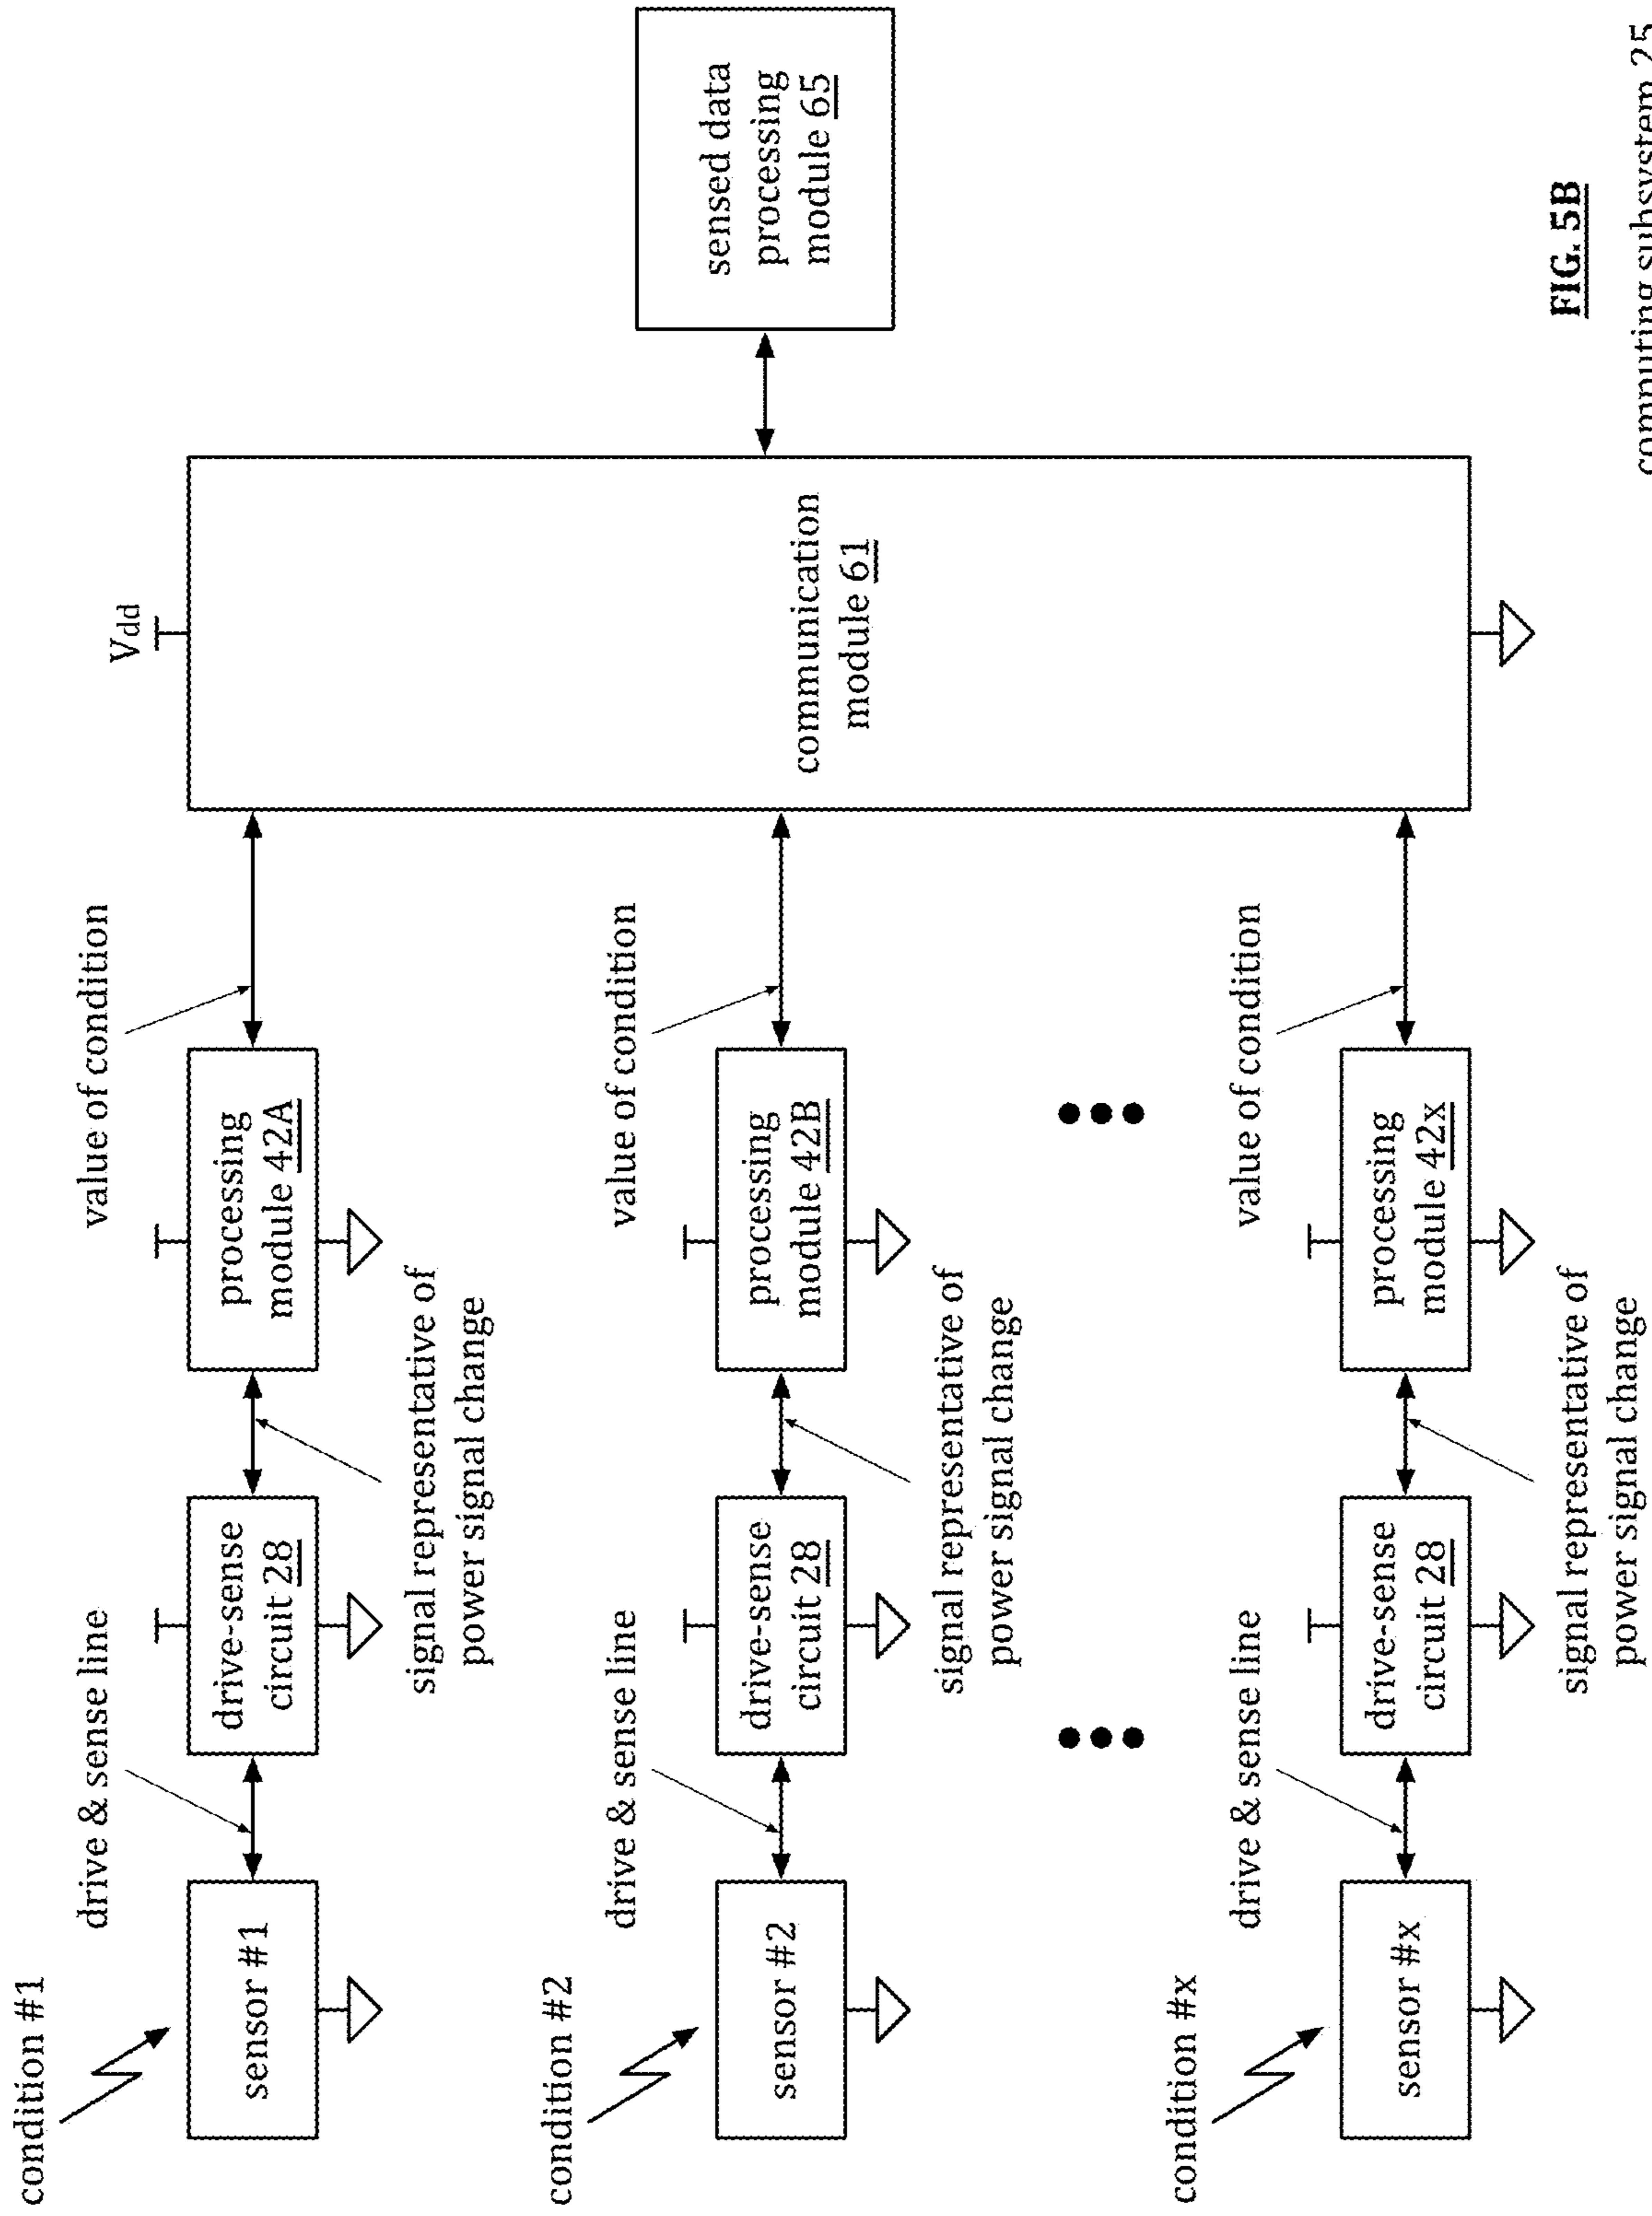 condition #1
drive & sense line
value of condition
Vdd
sensor #1
drive-sense
circuit 28
processing
module 42A
signal representative of
power signal change
condition #2
drive & sense line
value of condition
sensor #2
drive-sense
circuit 28
processing
module 42B
signal representative of
power signal change
communication
module 61
sensed data
processing
module 65
condition #x
drive & sense line
value of condition
sensor #x
drive-sense
circuit 28
processing
module 42x
signal representative of
power signal change
FIG. 5B
computing subsystem 25